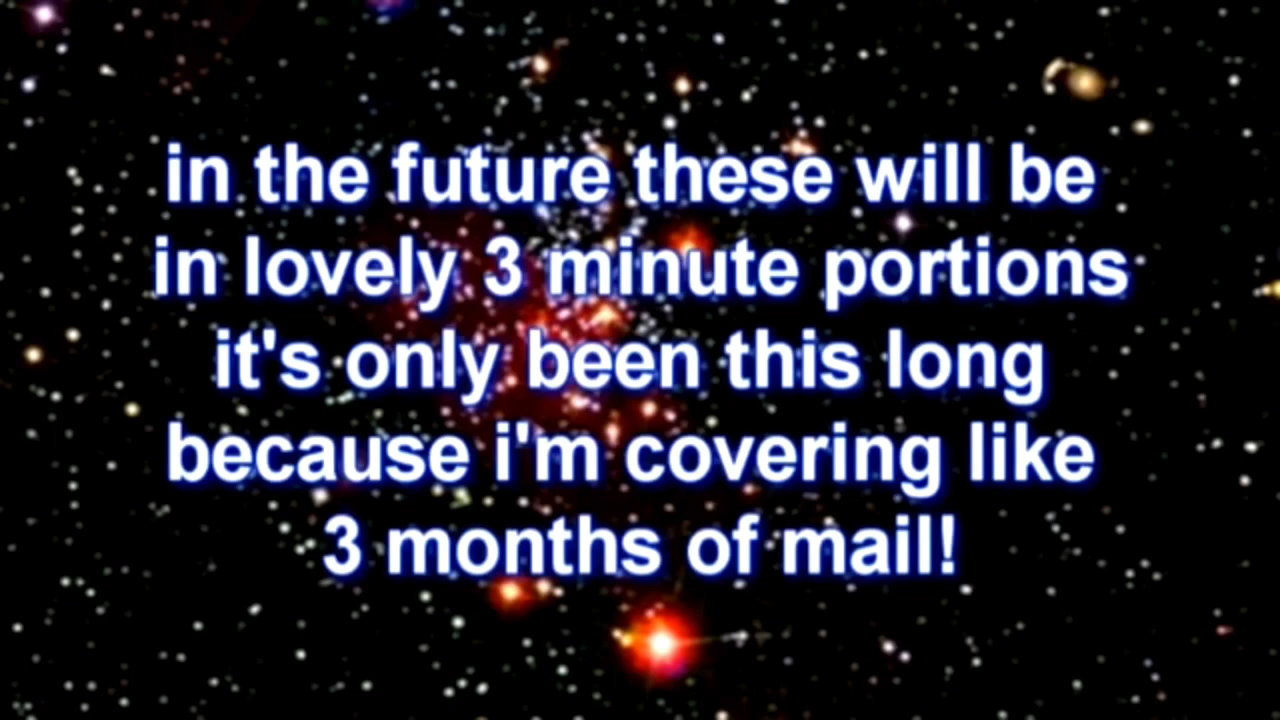 in the future these will be
in lovely 3 minute portions
it's only been this long
because i'm covering like
3 months of mail!